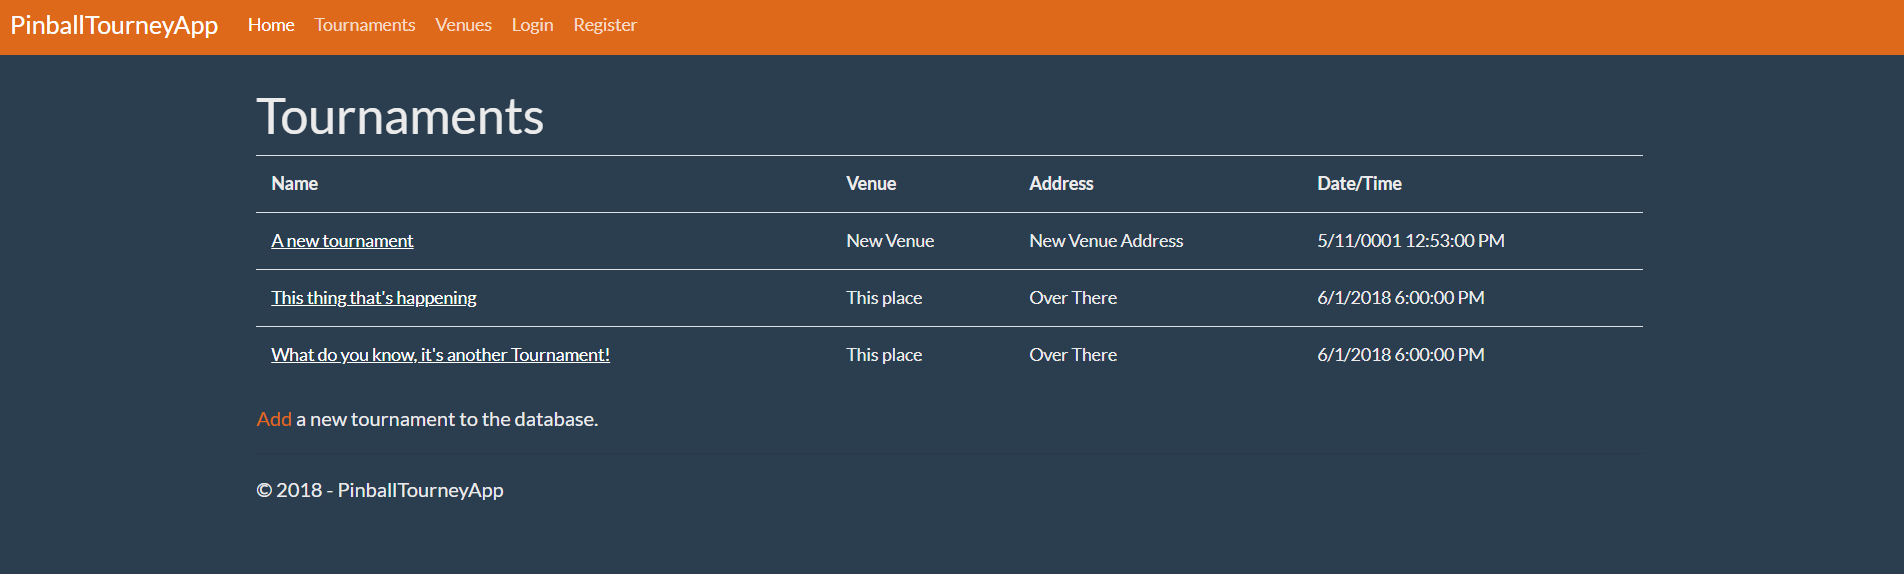 PinballTourneyApp Home Tournaments Venues Login Register
Tournaments
Name Venue Address Date/Time
A new tournament New Venue New Venue Address 5/11/0001 12:53:00 PM
This thing that's happening This place Over There 6/1/2018 6:00:00 PM
What do you know, it's another Tournament! This place Over There 6/1/2018 6:00:00 PM
Add a new tournament to the database.
© 2018 - PinballTourneyApp